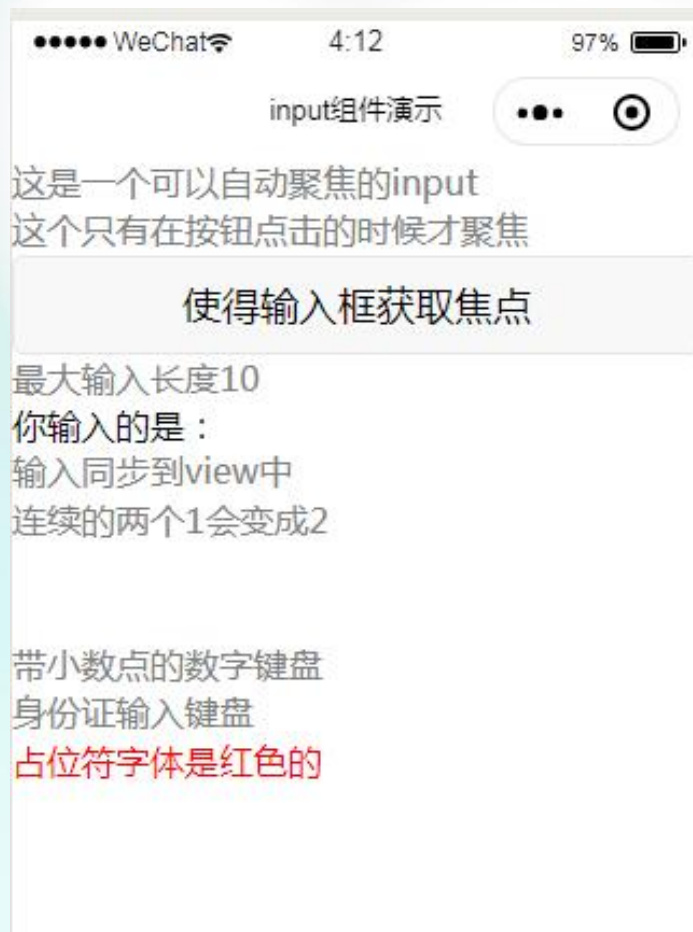 WeChat 4:12 97%
input组件演示
这是一个可以自动聚焦的input
这个只有在按钮点击的时候才聚焦
使得输入框获取焦点
最大输入长度10
你输入的是：
输入同步到view中
连续的两个1会变成2
带小数点的数字键盘
身份证输入键盘
占位符字体是红色的